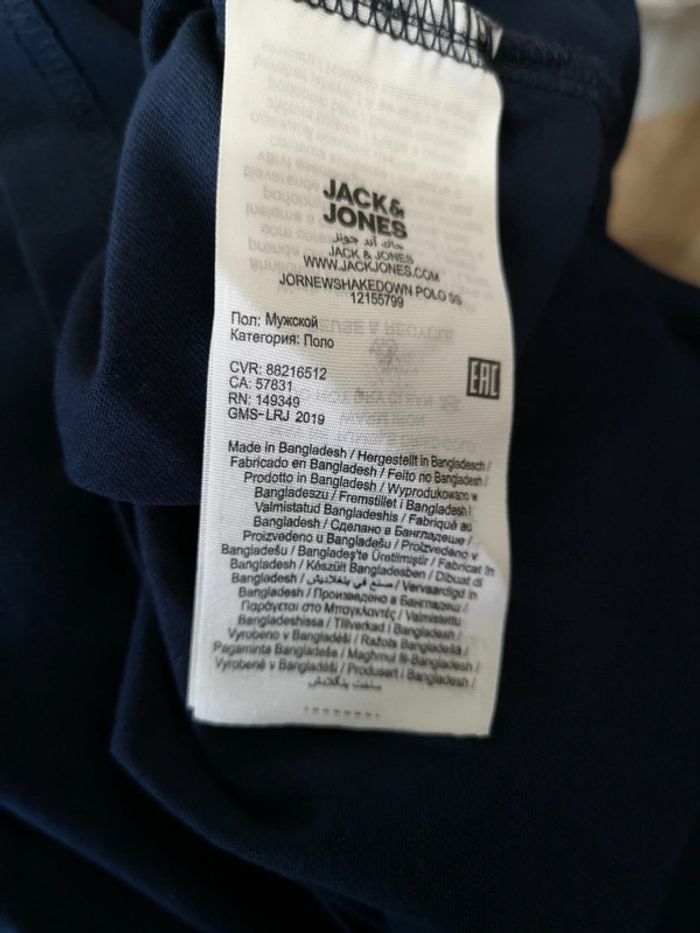 JACK&
JONES
جاك أند جونز
JACK & JONES
WWW.JACKJONES.COM
JORNEWSHAKEDOWN POLO SS
12155799
Пол: Мужской
Категория: Поло
CVR: 88216512
CA: 57831
RN: 149349
GMS-LRJ 2019
EAC
Made in Bangladesh / Hergestellt in Bangladesch /
Fabricado en Bangladesh / Feito no Bangladesh /
Prodotto in Bangladesh / Wyprodukowano w
Bangladeszu / Fremstillet i Bangladesh /
Valmistatud Bangladeshis / Fabriqué au
Bangladesh / Сделано в Бангладеше /
Proizvedeno u Bangladešu / Proizvedeno v
Bangladešu / Bangladeş'te Üretilmiştir / Fabricat în
Bangladesh / Készült Bangladesben / Dibuat di
Bangladesh / صنع في بنغلاديش / Vervaardigd in
Bangladesh / Произведено в Бангладеш /
Παράγεται στο Μπαγκλαντές / Valmistettu
Bangladeshissa / Tillverkad i Bangladesh /
Vyrobeno v Bangladéši / Ražots Bangladešā /
Pagaminta Bangladeše / Maghmul fil-Bangladesh /
Vyrobené v Bangladéši / Produsert i Bangladesh /
ساخت بنگلادش